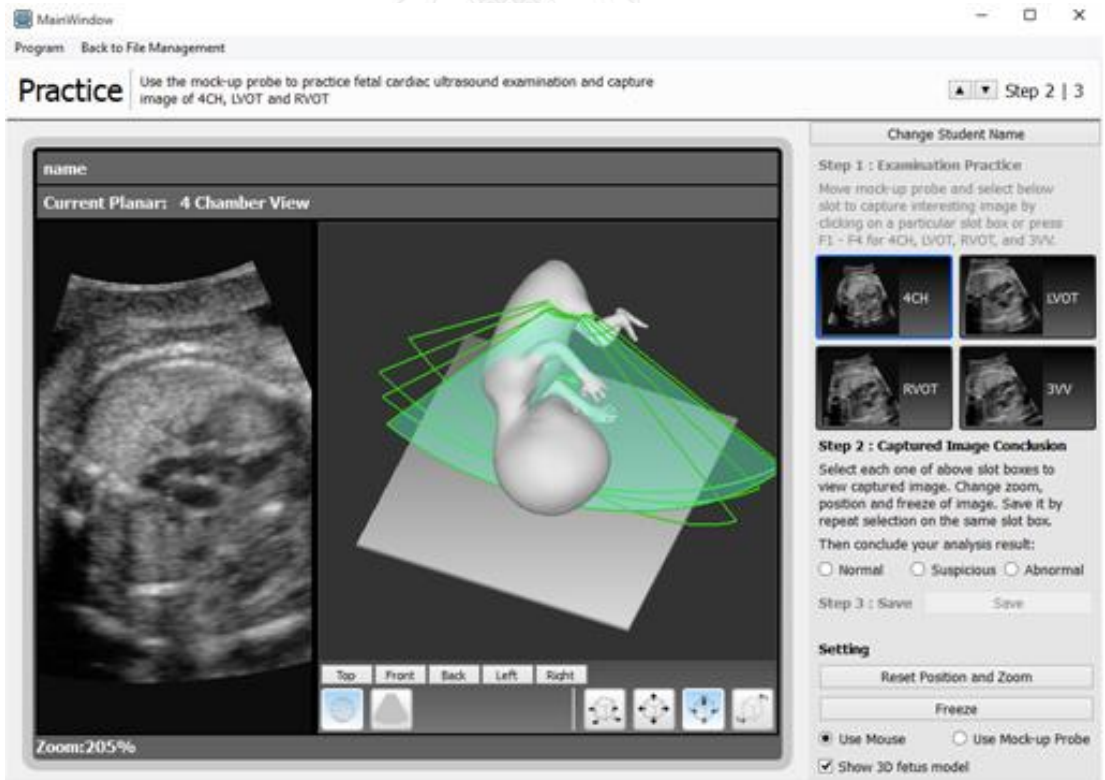 MainWindow
Program Back to File Management
Practice
Use the mock-up probe to practice fetal cardiac ultrasound examination and capture
image of 4CH, LVOT and RVOT
Step 2 | 3
Change Student Name
name
Current Planar: 4 Chamber View
Step 1 : Examination Practice
Move mock-up probe and select below
slot to capture interesting image by
clicking on a particular slot box or press
F1 - F4 for 4CH, LVOT, RVOT, and 3VV.
4CH LVOT
RVOT 3VV
Step 2 : Captured Image Conclusion
Select each one of above slot boxes to
view captured image. Change zoom,
position and freeze of image. Save it by
repeat selection on the same slot box.
Then conclude your analysis result:
Normal Suspicious Abnormal
Step 3 : Save Save
Setting
Reset Position and Zoom
Freeze
Use Mouse Use Mock-up Probe
Show 3D fetus model
Top Front Back Left Right
Zoom:205%